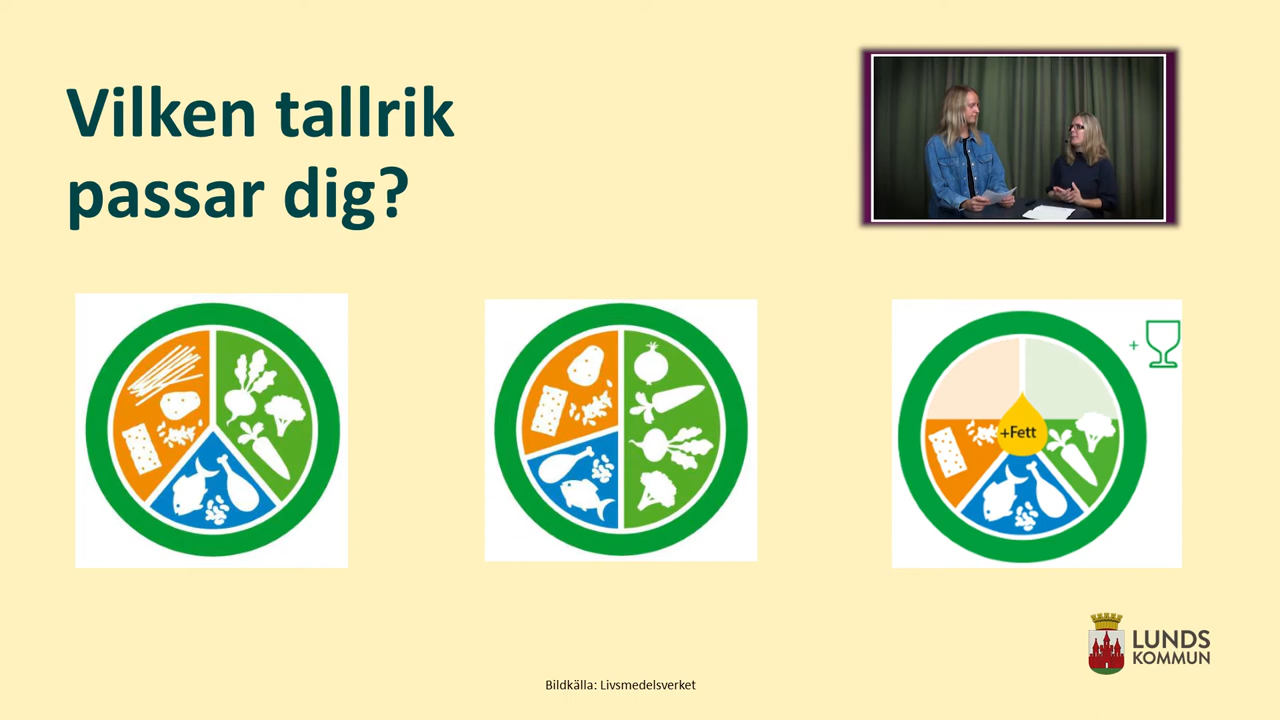 Vilken tallrik
passar dig?
+
+Fett
LUNDS
KOMMUN
Bildkälla: Livsmedelsverket